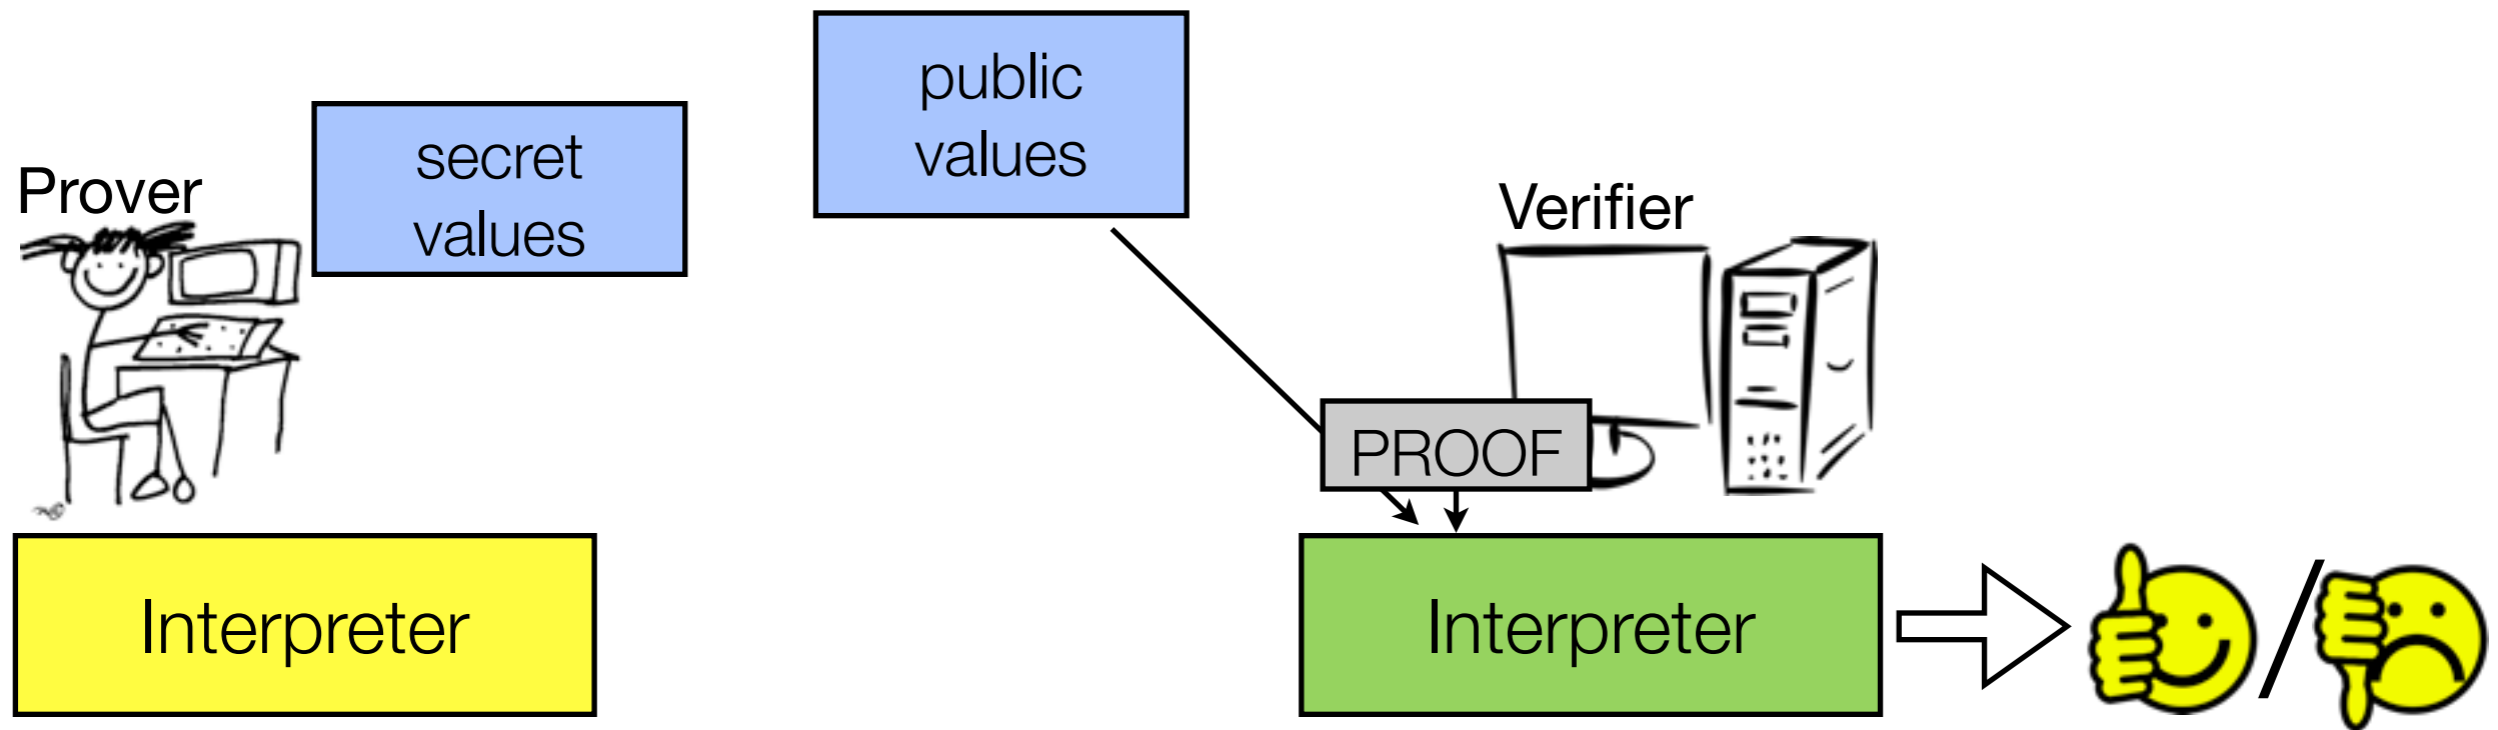 public
values
secret
values
Prover
Verifier
PROOF
Interpreter
Interpreter
/